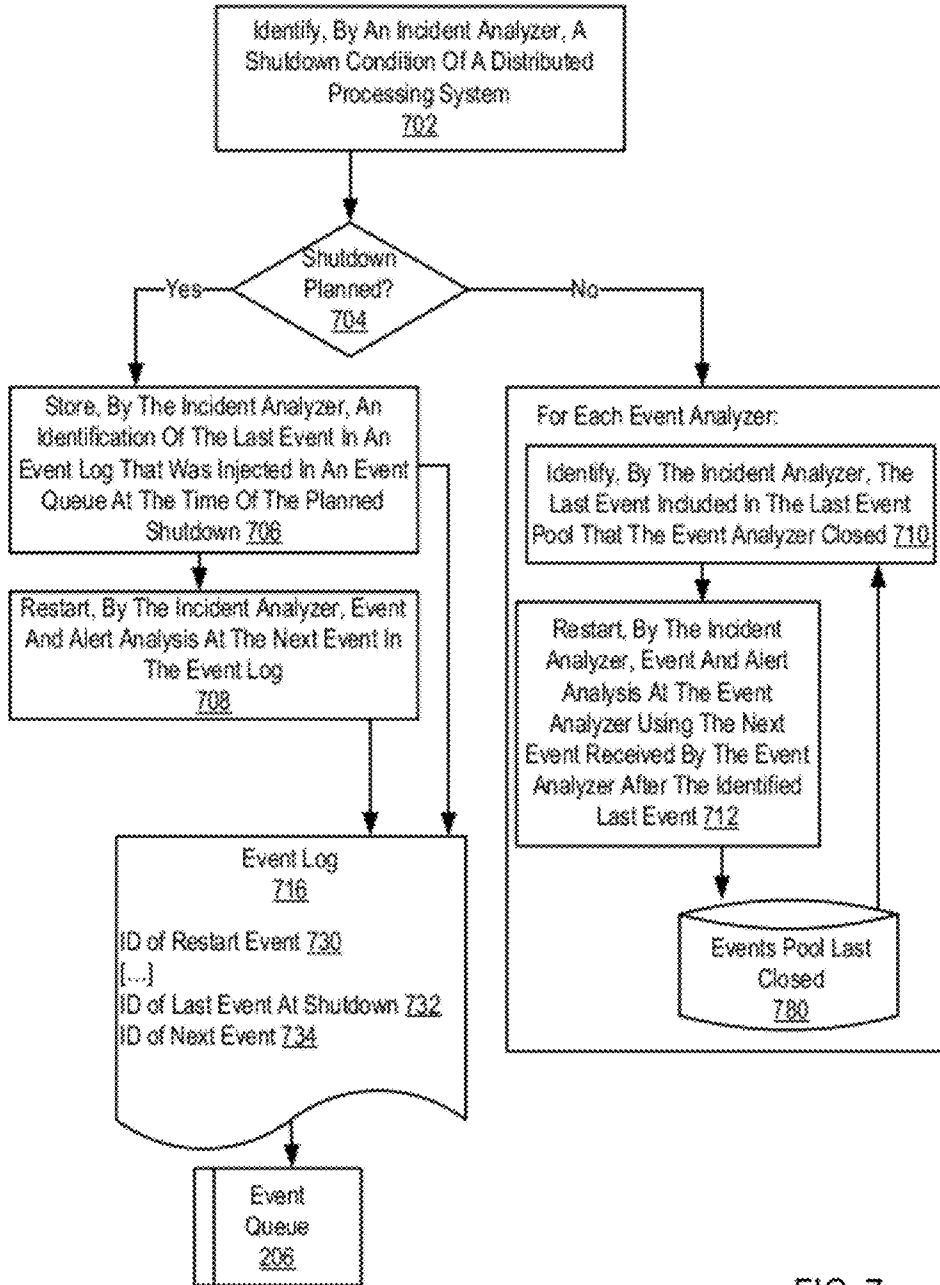 Identify, By An Incident Analyzer, A
Shutdown Condition Of A Distributed
Processing System
702
Shutdown
Planned?
704
Yes
No
Store, By The Incident Analyzer, An
Identification Of The Last Event In An
Event Log That Was Injected In An Event
Queue At The Time Of The Planned
Shutdown 706
Restart, By The Incident Analyzer, Event
And Alert Analysis At The Next Event In
The Event Log
708
For Each Event Analyzer:
Identify, By The Incident Analyzer, The
Last Event Included In The Last Event
Pool That The Event Analyzer Closed 710
Restart, By The Incident
Analyzer, Event And Alert
Analysis At The Event
Analyzer Using The Next
Event Received By The Event
Analyzer After The Identified
Last Event 712
Events Pool Last
Closed
780
Event Log
716
ID of Restart Event 730
[...]
ID of Last Event At Shutdown 732
ID of Next Event 734
Event
Queue
206
FIG. 7